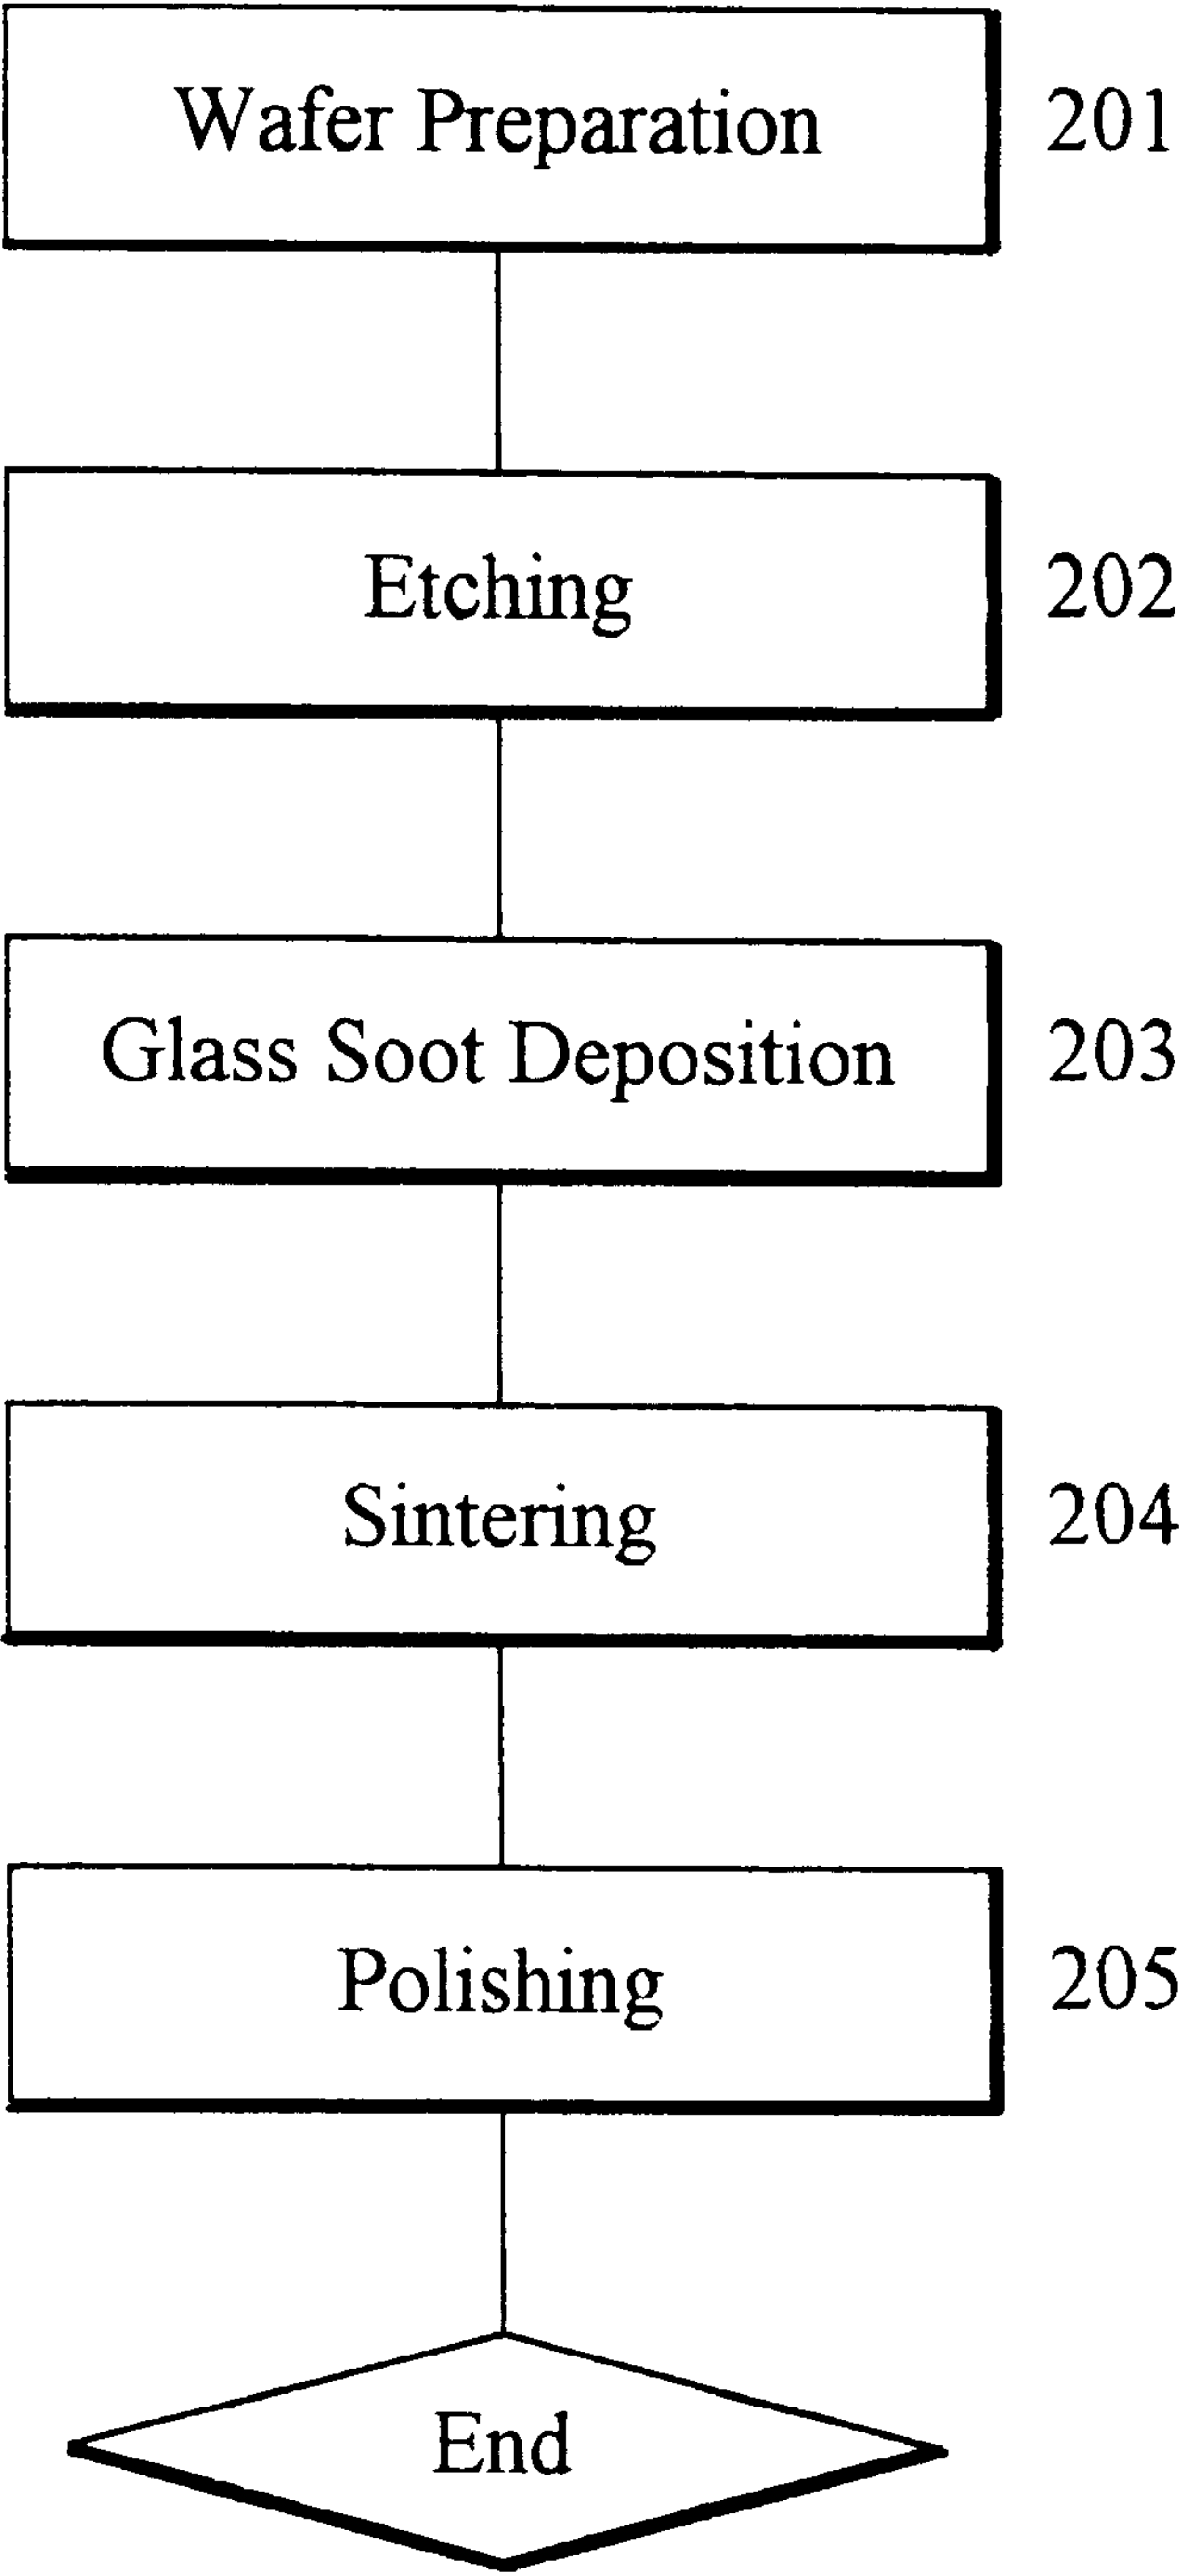 Wafer Preparation 201
Etching 202
Glass Soot Deposition 203
Sintering 204
Polishing 205
End